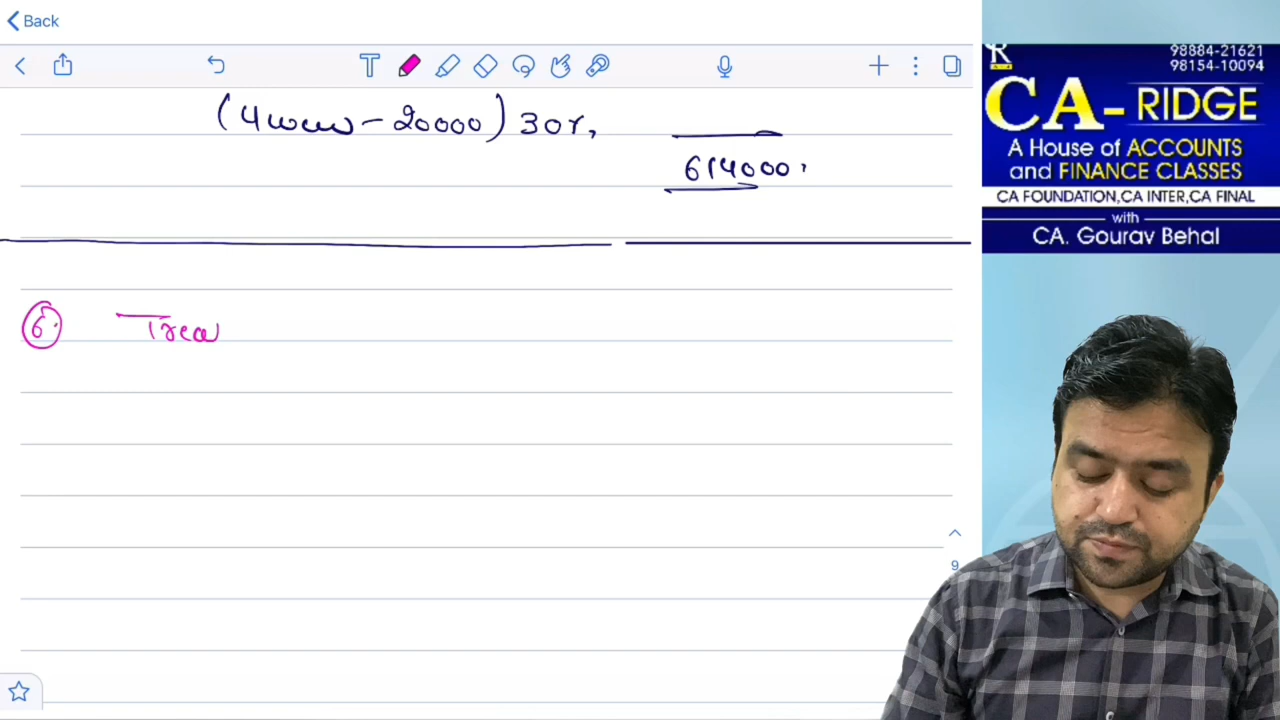 Back
98884-21621
98154-10094
CA- RIDGE
A House of ACCOUNTS
and FINANCE CLASSES
CA FOUNDATION,CA INTER,CA FINAL
with
CA. Gourav Behal
- 20000) 30%
614000
6. Trea
9